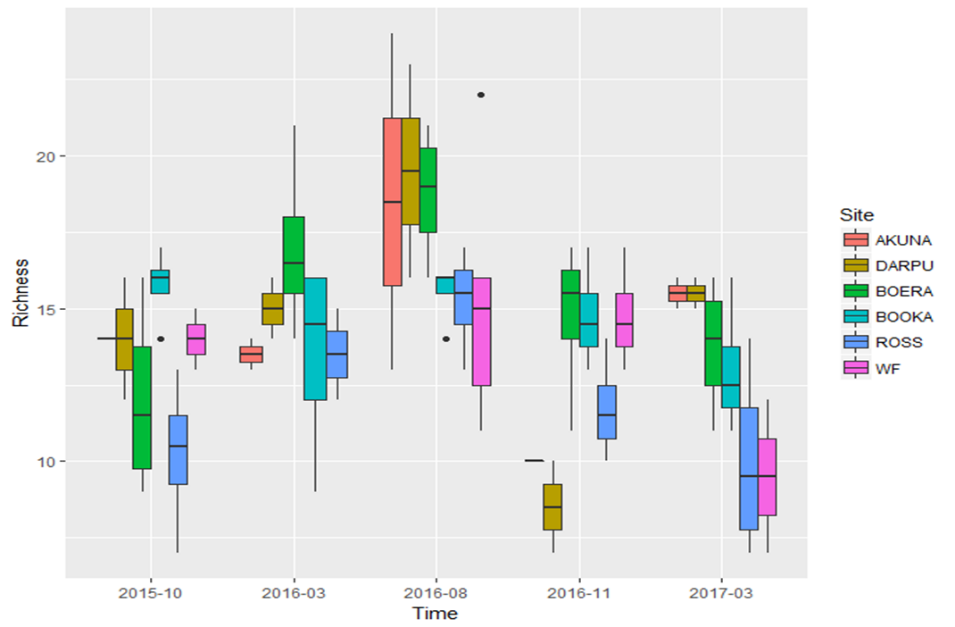 20
15
10
Richness
2015-10 2016-03 2016-08 2016-11 2017-03
Time
Site
AKUNA
DARPU
BOERA
BOOKA
ROSS
WF